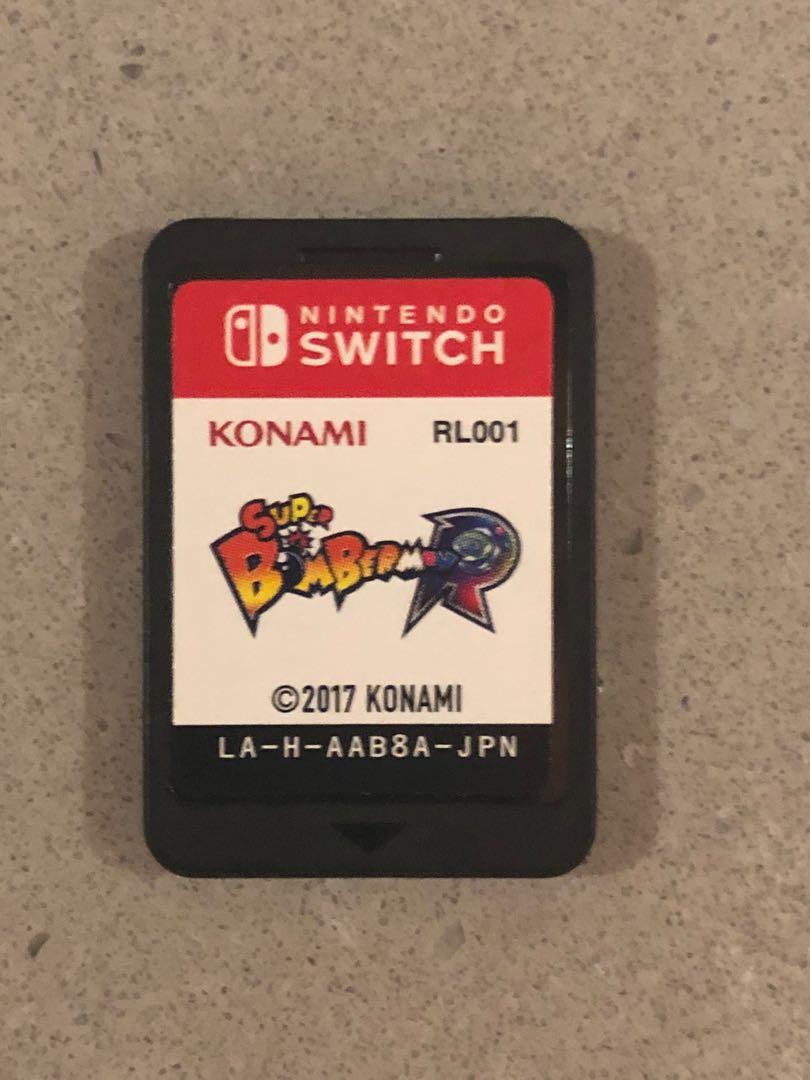 NINTENDO
SWITCH
KONAMI RL001
SUPER
BOMBERMAN R
©2017 KONAMI
LA-H-AAB8A-JPN